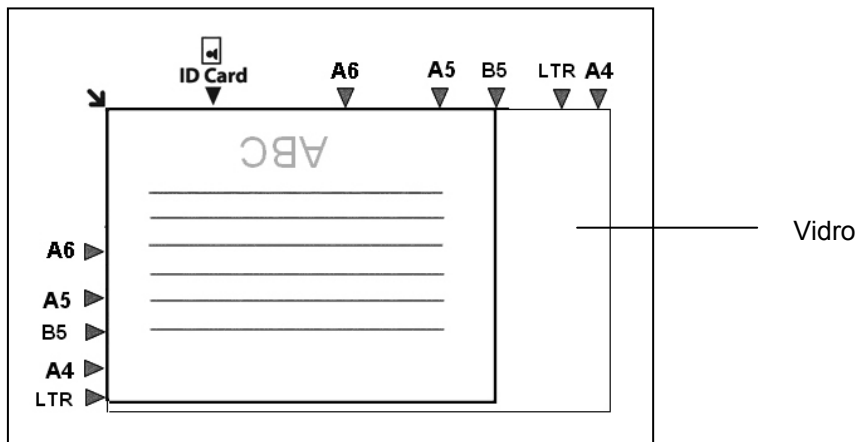 ID Card
A6 A5 B5 LTR A4
ABC
A6
A5
B5
A4
LTR
Vidro